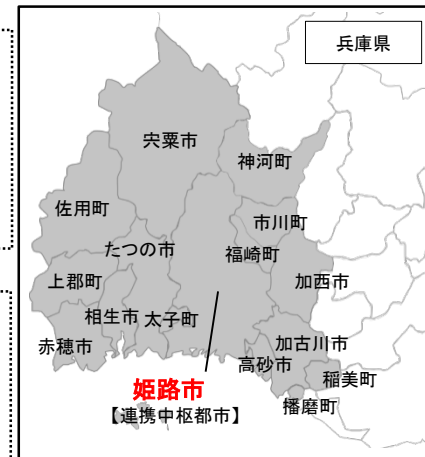 兵庫県
宍粟市
神河町
佐用町
市川町
たつの市
福崎町
加西市
上郡町
相生市
太子町
赤穂市
加古川市
高砂市
稲美町
姫路市
播磨町
【連携中枢都市】